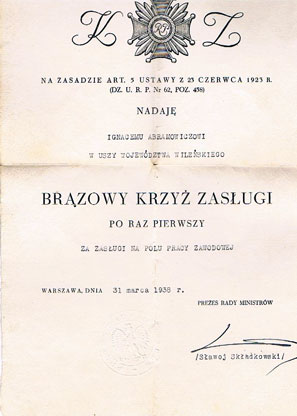 K Z
RP
NA ZASADZIE ART. 5 USTAWY Z 23 CZERWCA 1923 R.
(DZ. U. R. P. Nr 62, POZ. 458)
NADAJĘ
IGNACEMU ABRAMOWICZOWI
W USZY WOJEWÓDZTWA WILEŃSKIEGO
BRĄZOWY KRZYŻ ZASŁUGI
PO RAZ PIERWSZY
ZA ZASŁUGI NA POLU PRACY ZAWODOWEJ
WARSZAWA, DNIA 31 marca 1938 r.
PREZES RADY MINISTRÓW
/Sławoj Składkowski/